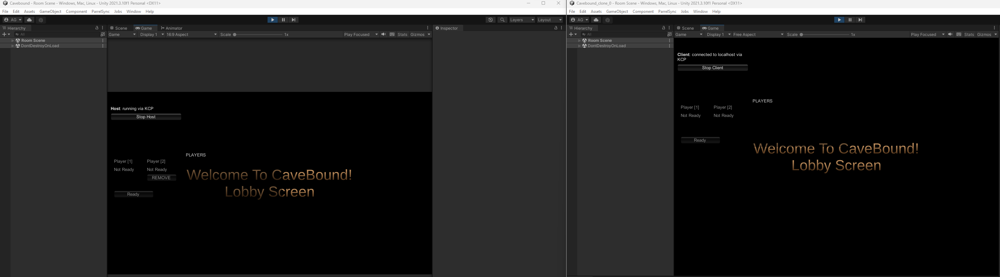 Cavebound - Room Scene - Windows, Mac, Linux - Unity 2021.3.10f1 Personal <DX11>
File Edit Assets GameObject Component ParrelSync Jobs Window Help
AG Layers Layout
Hierarchy Scene Game Animator Inspector
All Game Display 1 16:9 Aspect Scale 1x Play Focused Stats Gizmos
Room Scene
DontDestroyOnLoad
Host: running via KCP
Stop Host
PLAYERS
Player [1] Player [2]
Not Ready Not Ready
REMOVE
Ready
Welcome To CaveBound!
Lobby Screen
Cavebound_clone_0 - Room Scene - Windows, Mac, Linux - Unity 2021.3.10f1 Personal <DX11>
File Edit Assets GameObject Component ParrelSync Jobs Window Help
AG
Hierarchy Scene Game
All Game Display 1 Free Aspect Scale 1x Play Focused Stats Gizmos
Room Scene
DontDestroyOnLoad
Client: connected to localhost via
KCP
Stop Client
PLAYERS
Player [1] Player [2]
Not Ready Not Ready
Ready
Welcome To CaveBound!
Lobby Screen